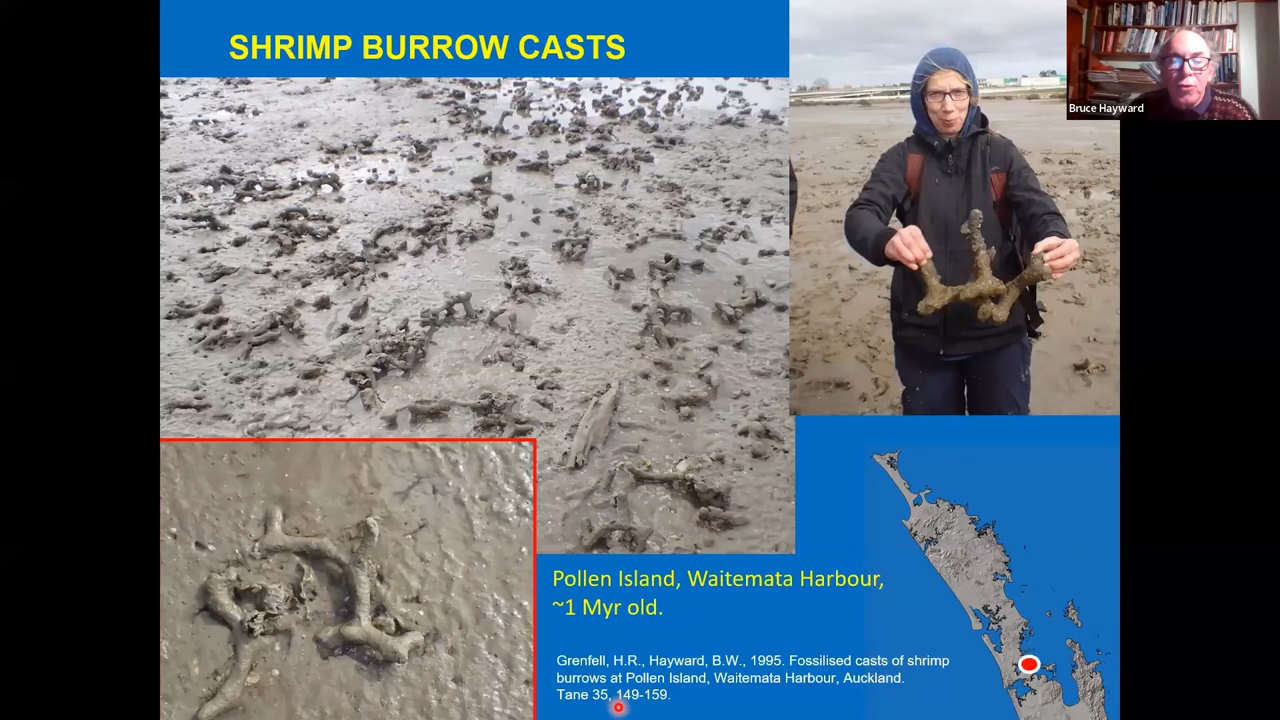 SHRIMP BURROW CASTS
Bruce Hayward
Pollen Island, Waitemata Harbour,
~1 Myr old.
Grenfell, H.R., Hayward, B.W., 1995. Fossilised casts of shrimp
burrows at Pollen Island, Waitemata Harbour, Auckland.
Tane 35, 149-159.